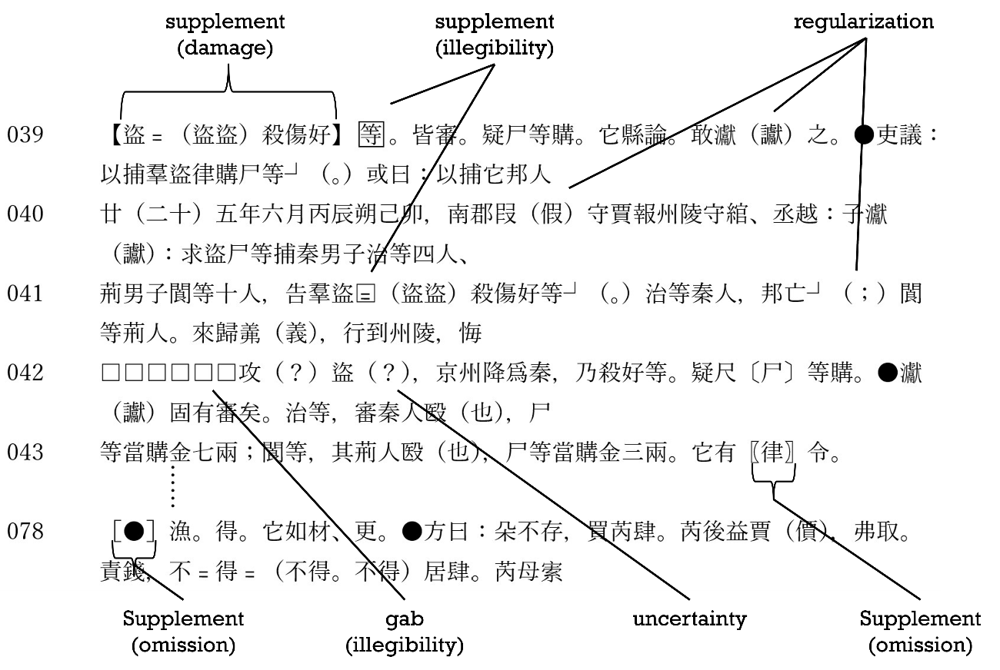 supplement
(damage)
supplement
(illegibility)
regularization
039 【盜=（盜盜）殺傷好】等。皆審。疑尸等購。它縣論。敢讞（讞）之。●吏議：
以捕羣盜律購尸等┘（。）或曰：以捕它邦人
040 廿（二十）五年六月丙辰朔己卯，南郡叚（假）守賈報州陵守綰、丞越：子讞
（讞）：求盜尸等捕秦男子治等四人、
041 荊男子閬等十人，告羣盜=（盜盜）殺傷好等┘（。）治等秦人，邦亡┘（；）閬
等荊人。來歸羛（義），行到州陵，悔
042 □□□□□□攻（？）盜（？），京州降爲秦，乃殺好等。疑尺〔尸〕等購。●讞
（讞）固有審矣。治等，審秦人殹（也），尸
043 等當購金七兩；閬等，其荊人殹（也），尸等當購金三兩。它有〖律〗令。
078 [●]漁。得。它如材、更。●方曰：朵不存，買芮肆。芮後益賈（價），弗取。
責錢，不=得=（不得。不得）居肆。芮母索
Supplement
(omission)
gab
(illegibility)
uncertainty
Supplement
(omission)